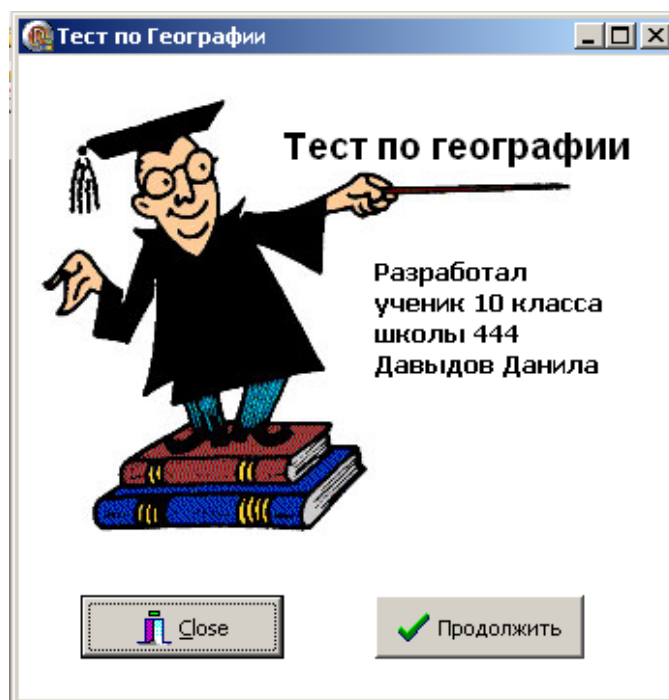 Тест по Географии
Тест по географии
Разработал
ученик 10 класса
школы 444
Давыдов Данила
Close
Продолжить